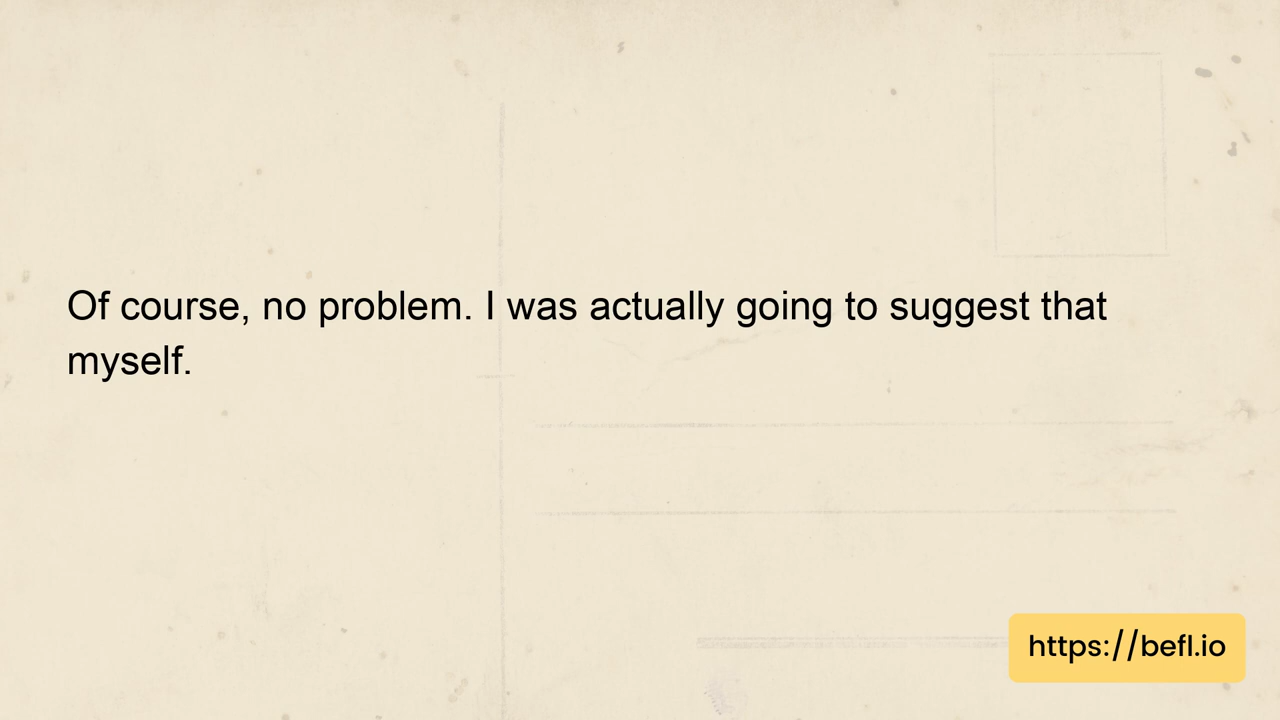 Of course, no problem. I was actually going to suggest that
myself.
https://befl.io